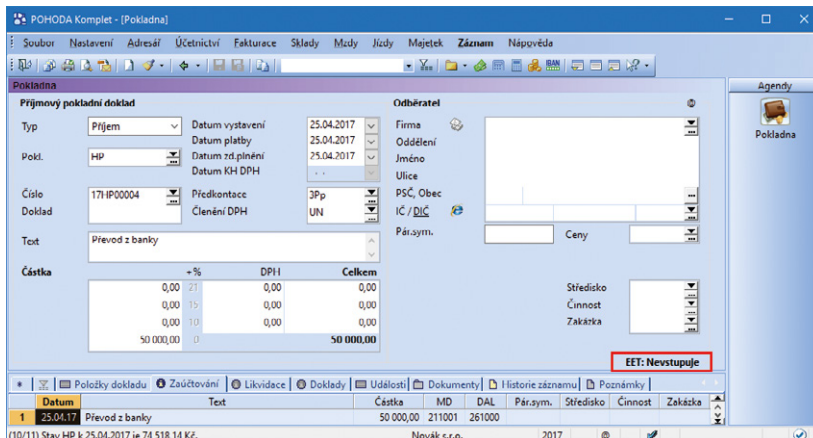 POHODA Komplet - [Pokladna]
Soubor Nastavení Adresář Účetnictví Fakturace Sklady Mzdy Jízdy Majetek Záznam Nápověda
Pokladna
Agendy
Příjmový pokladní doklad
Odběratel
Pokladna
Typ Příjem Datum vystavení 25.04.2017 Firma
Datum platby 25.04.2017 Oddělení
Pokl. HP Datum zd.plnění 25.04.2017 Jméno
Datum KH DPH . . Ulice
Číslo 17HP00004 Předkontace 3Pp PSČ, Obec
Doklad Členění DPH UN IČ / DIČ
Text Převod z banky Pár.sym. Ceny
Částka +% DPH Celkem
0,00 21 0,00 0,00 Středisko
0,00 15 0,00 0,00 Činnost
0,00 10 0,00 0,00 Zakázka
50 000,00 0 50 000,00
EET: Nevstupuje
* Položky dokladu Zaúčtování Likvidace Doklady Události Dokumenty Historie záznamu Poznámky
Datum Text Částka MD DAL Pár.sym. Středisko Činnost Zakázka
1 25.04.17 Převod z banky 50 000,00 211001 261000
(10/11) Stav HP k 25.04.2017 je 74 518,14 Kč. Novák s.r.o. 2017 @